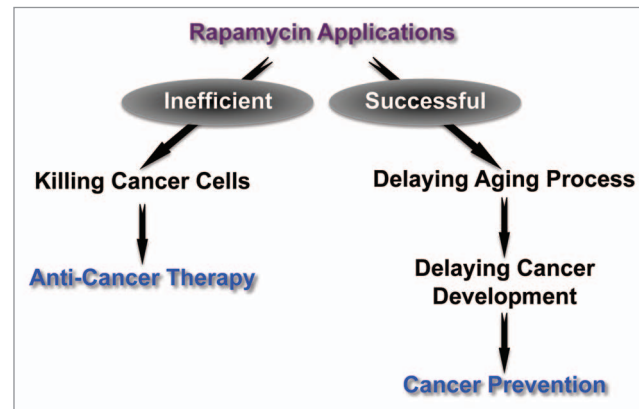 Rapamycin Applications
Inefficient
Successful
Killing Cancer Cells
Delaying Aging Process
Anti-Cancer Therapy
Delaying Cancer
Development
Cancer Prevention